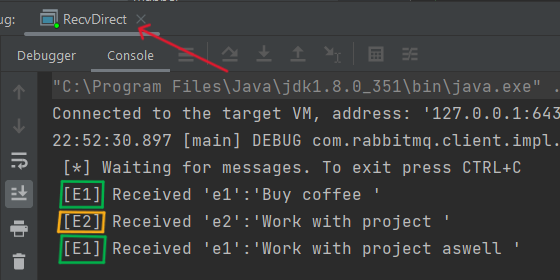 ug:
RecvDirect
Debugger Console
"C:\Program Files\Java\jdk1.8.0_351\bin\java.exe" .
Connected to the target VM, address: '127.0.0.1:643
22:52:30.897 [main] DEBUG com.rabbitmq.client.impl.
[*] Waiting for messages. To exit press CTRL+C
[E1] Received 'e1':'Buy coffee '
[E2] Received 'e2':'Work with project '
[E1] Received 'e1':'Work with project aswell '